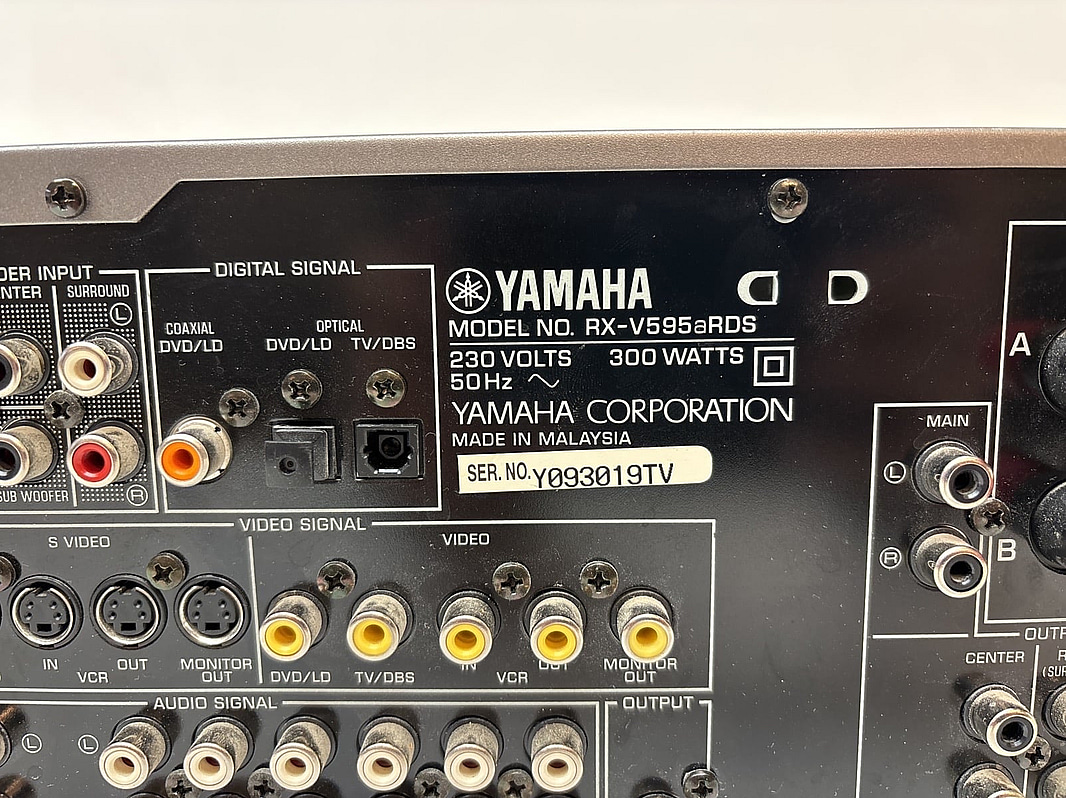 DER INPUT
NTER
SURROUND
L
SUB WOOFER
R
DIGITAL SIGNAL
COAXIAL
DVD/LD
OPTICAL
DVD/LD TV/DBS
YAMAHA
MODEL NO. RX-V595aRDS
230 VOLTS 300 WATTS
50Hz
YAMAHA CORPORATION
MADE IN MALAYSIA
SER. NO. Y093019TV
A
B
MAIN
L
R
VIDEO SIGNAL
S VIDEO
VIDEO
IN OUT MONITOR OUT
VCR
DVD/LD TV/DBS
IN OUT MONITOR OUT
VCR
OUTP
CENTER
R
(SUR
AUDIO SIGNAL
OUTPUT
L
L